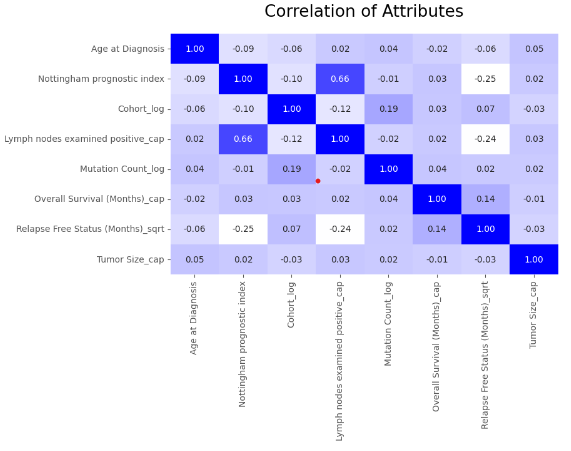 Correlation of Attributes
Age at Diagnosis 1.00 -0.09 -0.06 0.02 0.04 -0.02 -0.06 0.05
Nottingham prognostic index -0.09 1.00 -0.10 0.66 -0.01 0.03 -0.25 0.02
Cohort_log -0.06 -0.10 1.00 -0.12 0.19 0.03 0.07 -0.03
Lymph nodes examined positive_cap 0.02 0.66 -0.12 1.00 -0.02 0.02 -0.24 0.03
Mutation Count_log 0.04 -0.01 0.19 -0.02 1.00 0.04 0.02 0.02
Overall Survival (Months)_cap -0.02 0.03 0.03 0.02 0.04 1.00 0.14 -0.01
Relapse Free Status (Months)_sqrt -0.06 -0.25 0.07 -0.24 0.02 0.14 1.00 -0.03
Tumor Size_cap 0.05 0.02 -0.03 0.03 0.02 -0.01 -0.03 1.00
Age at Diagnosis
Nottingham prognostic index
Cohort_log
Lymph nodes examined positive_cap
Mutation Count_log
Overall Survival (Months)_cap
Relapse Free Status (Months)_sqrt
Tumor Size_cap